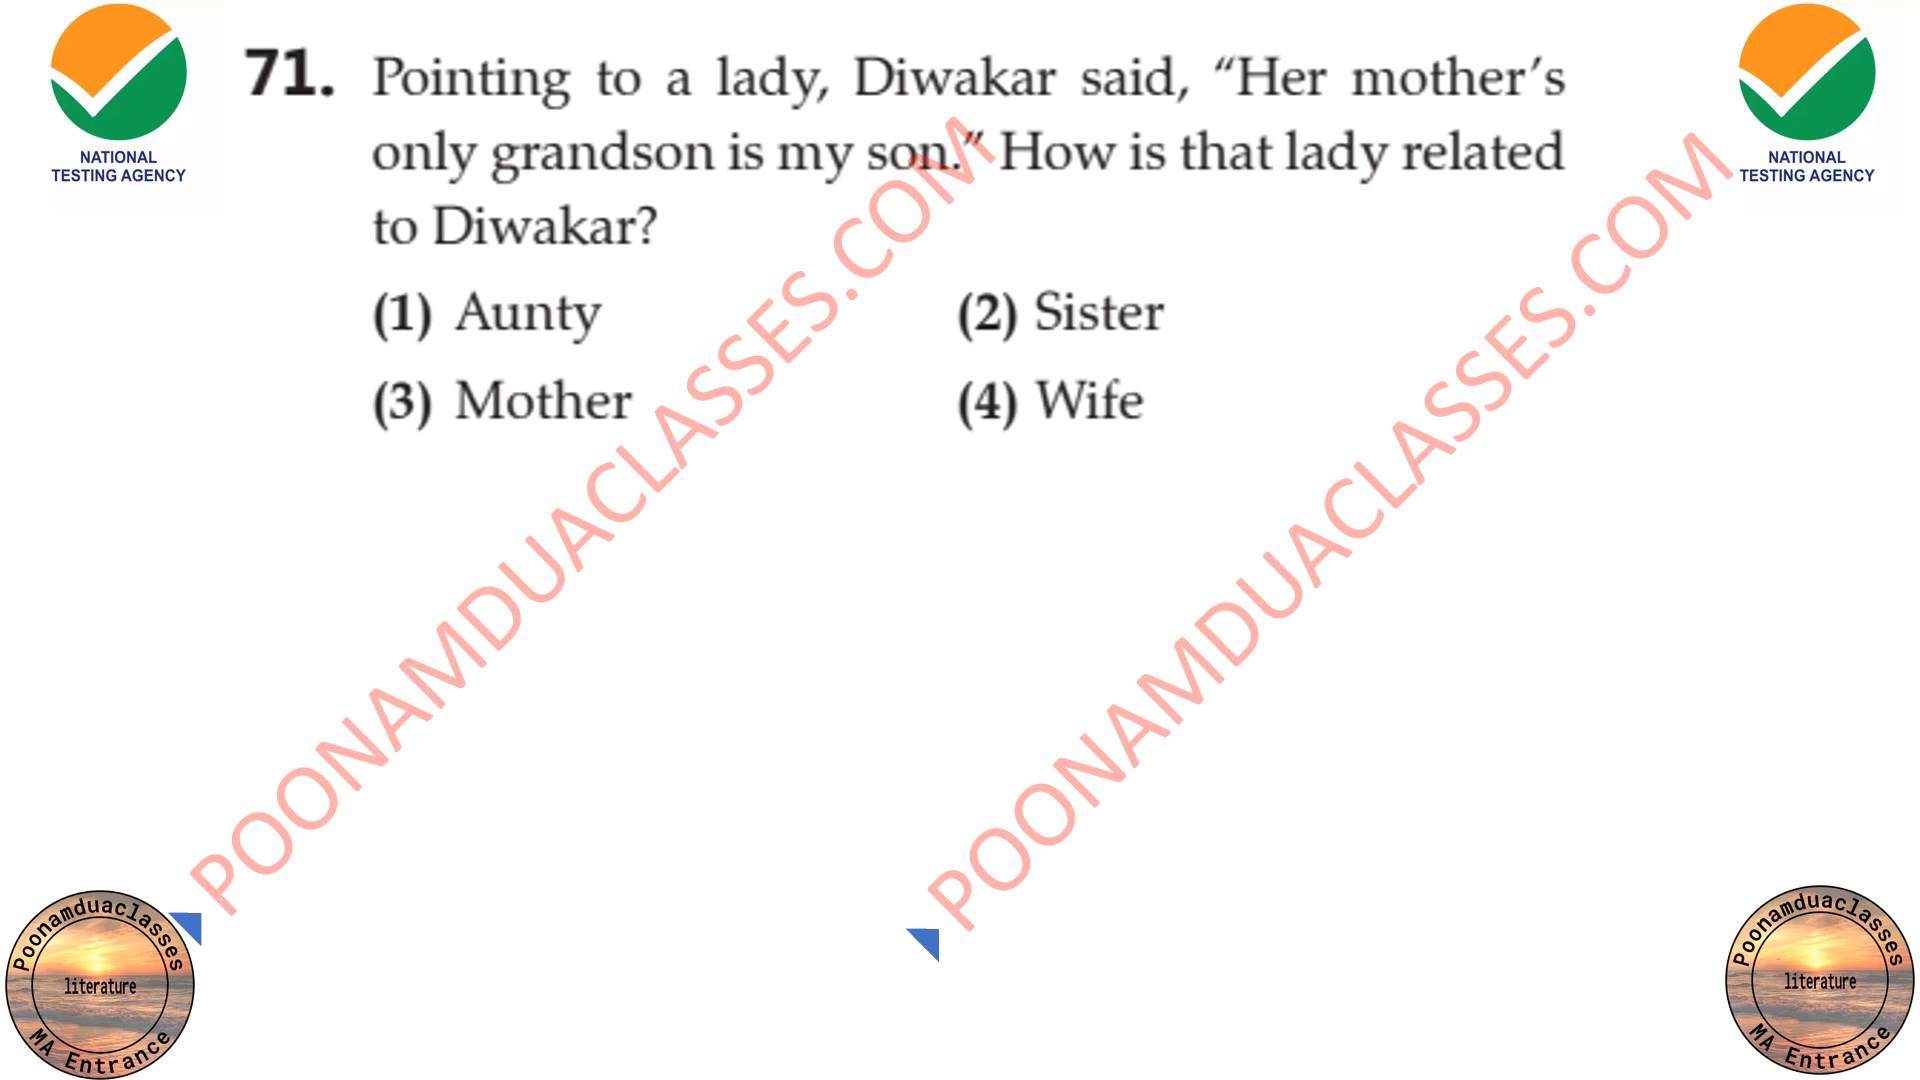 NATIONAL
TESTING AGENCY
NATIONAL
TESTING AGENCY
71. Pointing to a lady, Diwakar said, “Her mother’s
only grandson is my son.” How is that lady related
to Diwakar?
(1) Aunty (2) Sister
(3) Mother (4) Wife
POONAMDUACLASSES.COM
POONAMDUACLASSES.COM
Poonamduaclasses
literature
MA Entrance
Poonamduaclasses
literature
MA Entrance